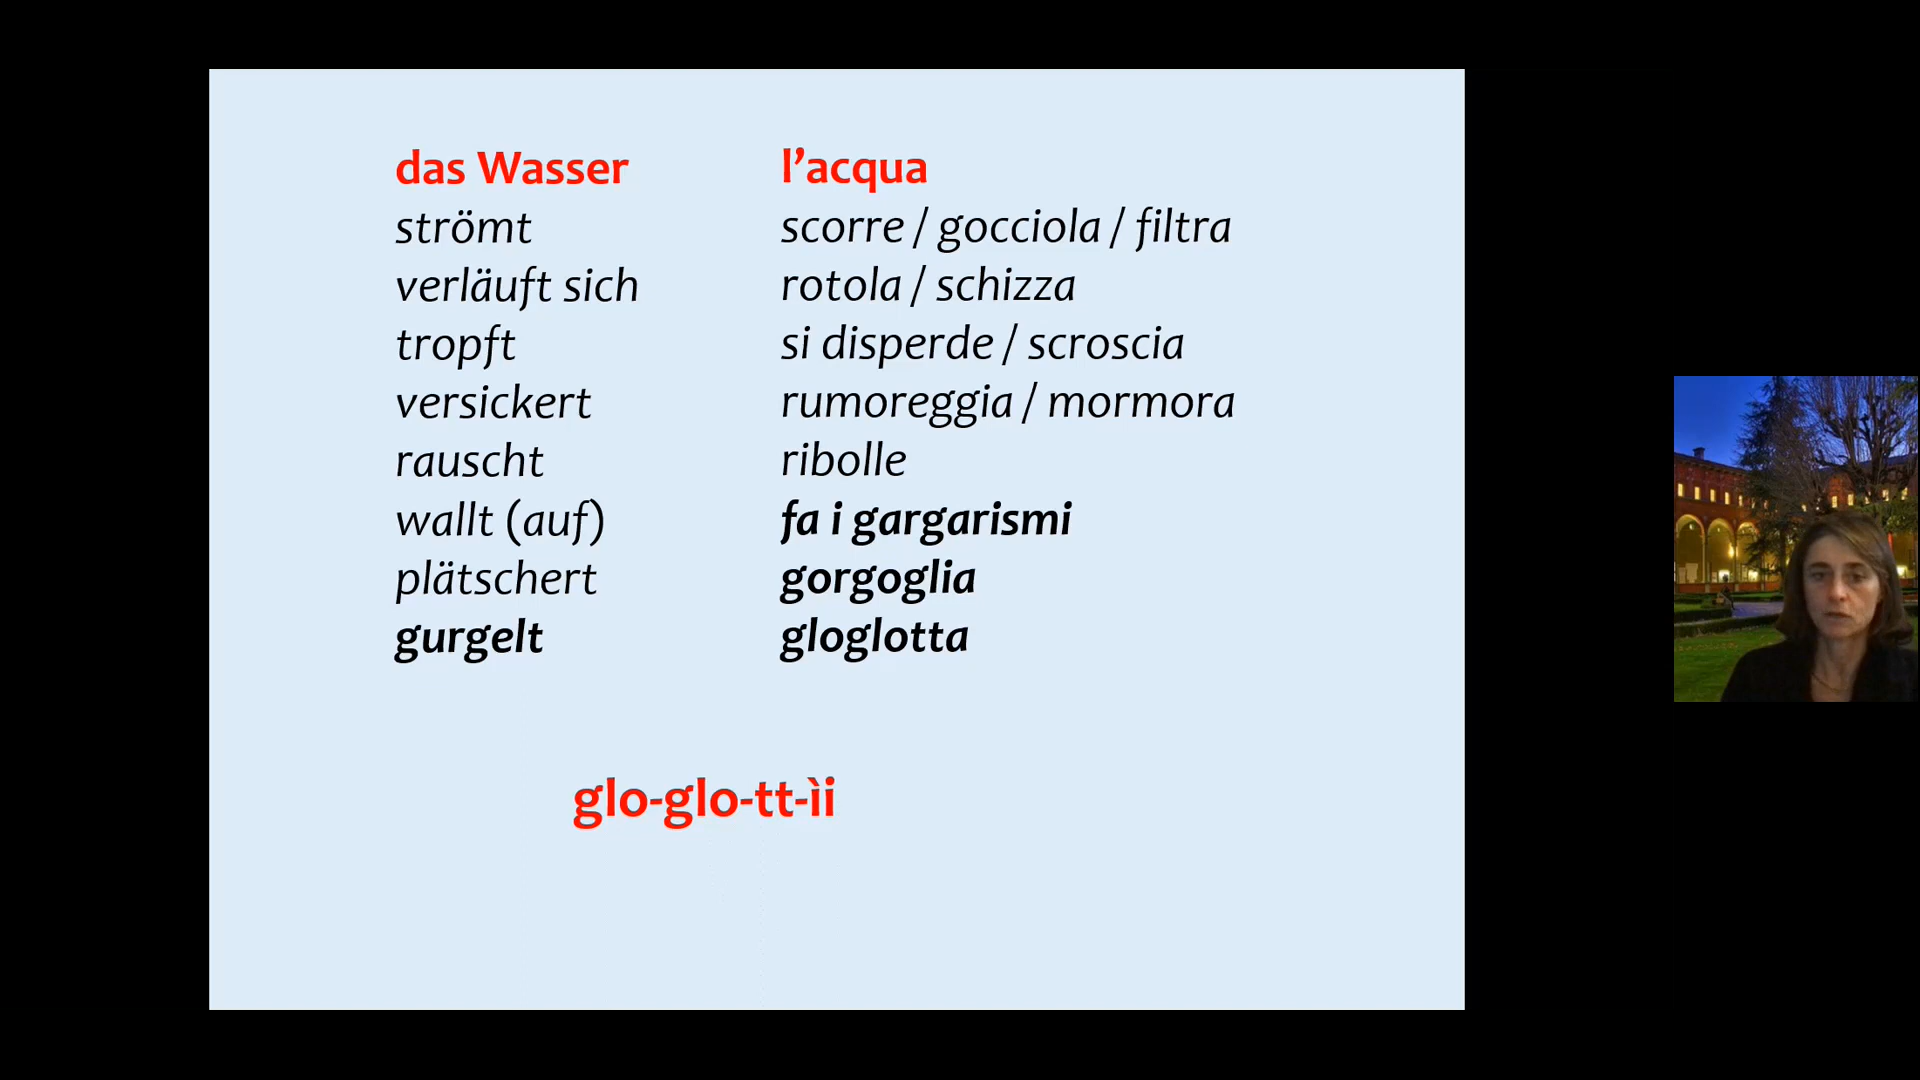 das Wasser
strömt
verläuft sich
tropft
versickert
rauscht
wallt (auf)
plätschert
gurgelt
l’acqua
scorre / gocciola / filtra
rotola / schizza
si disperde / scroscia
rumoreggia / mormora
ribolle
fa i gargarismi
gorgoglia
gloglotta
glo-glo-tt-ìi